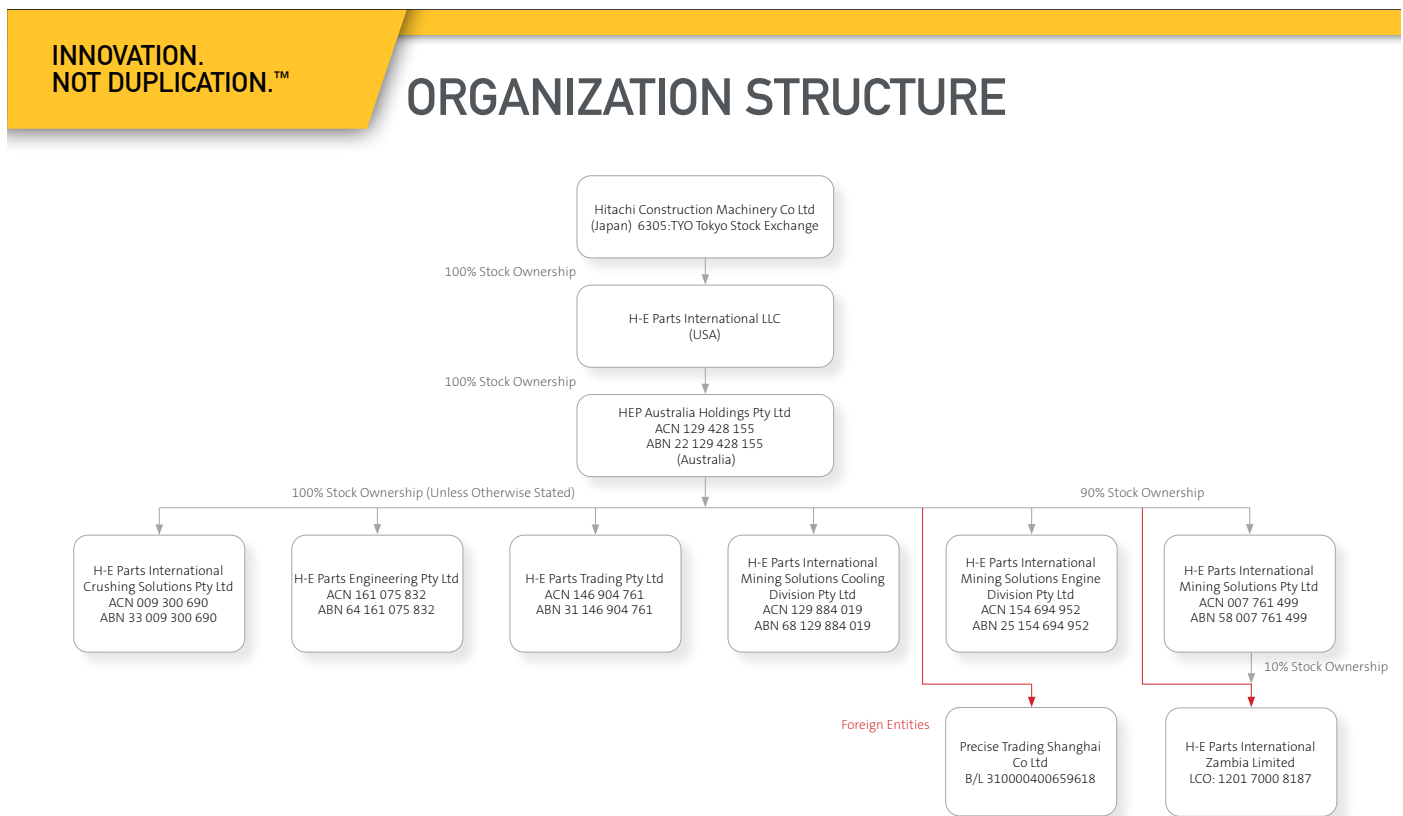 INNOVATION.
NOT DUPLICATION.™
ORGANIZATION STRUCTURE
Hitachi Construction Machinery Co Ltd
(Japan) 6305:TYO Tokyo Stock Exchange
100% Stock Ownership
H-E Parts International LLC
(USA)
100% Stock Ownership
HEP Australia Holdings Pty Ltd
ACN 129 428 155
ABN 22 129 428 155
(Australia)
100% Stock Ownership (Unless Otherwise Stated)
90% Stock Ownership
H-E Parts International
Crushing Solutions Pty Ltd
ACN 009 300 690
ABN 33 009 300 690
H-E Parts Engineering Pty Ltd
ACN 161 075 832
ABN 64 161 075 832
H-E Parts Trading Pty Ltd
ACN 146 904 761
ABN 31 146 904 761
H-E Parts International
Mining Solutions Cooling
Division Pty Ltd
ACN 129 884 019
ABN 68 129 884 019
H-E Parts International
Mining Solutions Engine
Division Pty Ltd
ACN 154 694 952
ABN 25 154 694 952
H-E Parts International
Mining Solutions Pty Ltd
ACN 007 761 499
ABN 58 007 761 499
10% Stock Ownership
Foreign Entities
Precise Trading Shanghai
Co Ltd
B/L 310000400659618
H-E Parts International
Zambia Limited
LCO: 1201 7000 8187